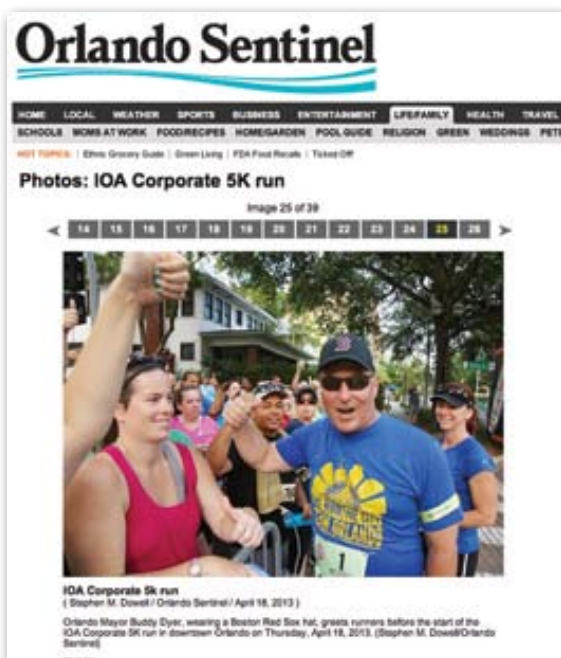 Orlando Sentinel
HOME LOCAL WEATHER SPORTS BUSINESS ENTERTAINMENT LIFE/FAMILY HEALTH TRAVEL
SCHOOLS MOMS AT WORK FOOD/RECIPES HOME/GARDEN POOL GUIDE RELIGION GREEN WEDDINGS PETS
HOT TOPICS: | Ethnic Grocery Guide | Green Living | FDA Food Recalls | Ticked Off
Photos: IOA Corporate 5K run
Image 25 of 39
14 15 16 17 18 19 20 21 22 23 24 25 26
B
1
IOA Corporate 5k run
( Stephen M. Dowell / Orlando Sentinel / April 18, 2013 )
Orlando Mayor Buddy Dyer, wearing a Boston Red Sox hat, greets runners before the start of the
IOA Corporate 5K run in downtown Orlando on Thursday, April 18, 2013. (Stephen M. Dowell/Orlando
Sentinel)